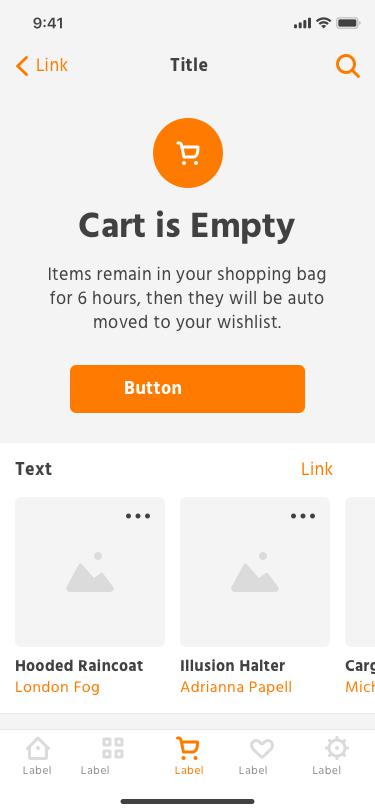 9:41
Link Title
Cart is Empty
Items remain in your shopping bag
for 6 hours, then they will be auto
moved to your wishlist.
Button
Text Link
Hooded Raincoat Illusion Halter Carg
London Fog Adrianna Papell Mich
Label Label Label Label Label